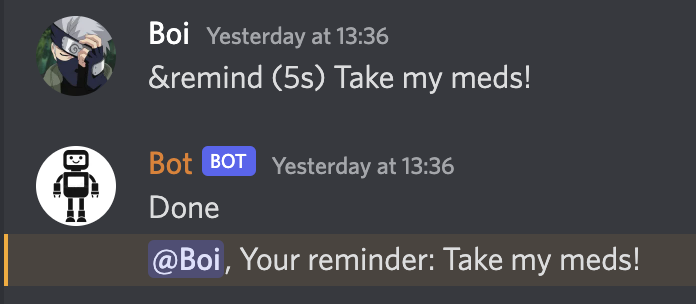 Boi Yesterday at 13:36
&remind (5s) Take my meds!
Bot BOT Yesterday at 13:36
Done
@Boi, Your reminder: Take my meds!